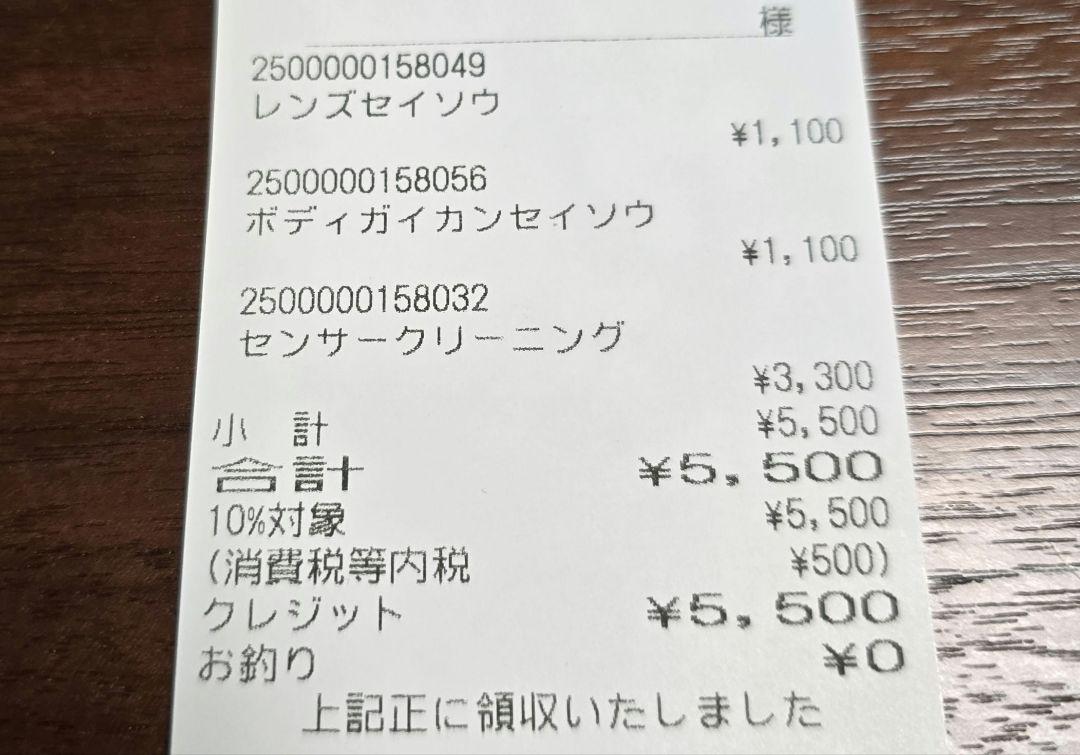 様
2500000158049
レンズセイソウ
¥1,100
2500000158056
ボディガイカンセイソウ
¥1,100
2500000158032
センサークリーニング
¥3,300
小 計 ¥5,500
合計 ¥5,500
10%対象 ¥5,500
(消費税等内税 ¥500)
クレジット ¥5,500
お釣り ¥0
上記正に領収いたしました